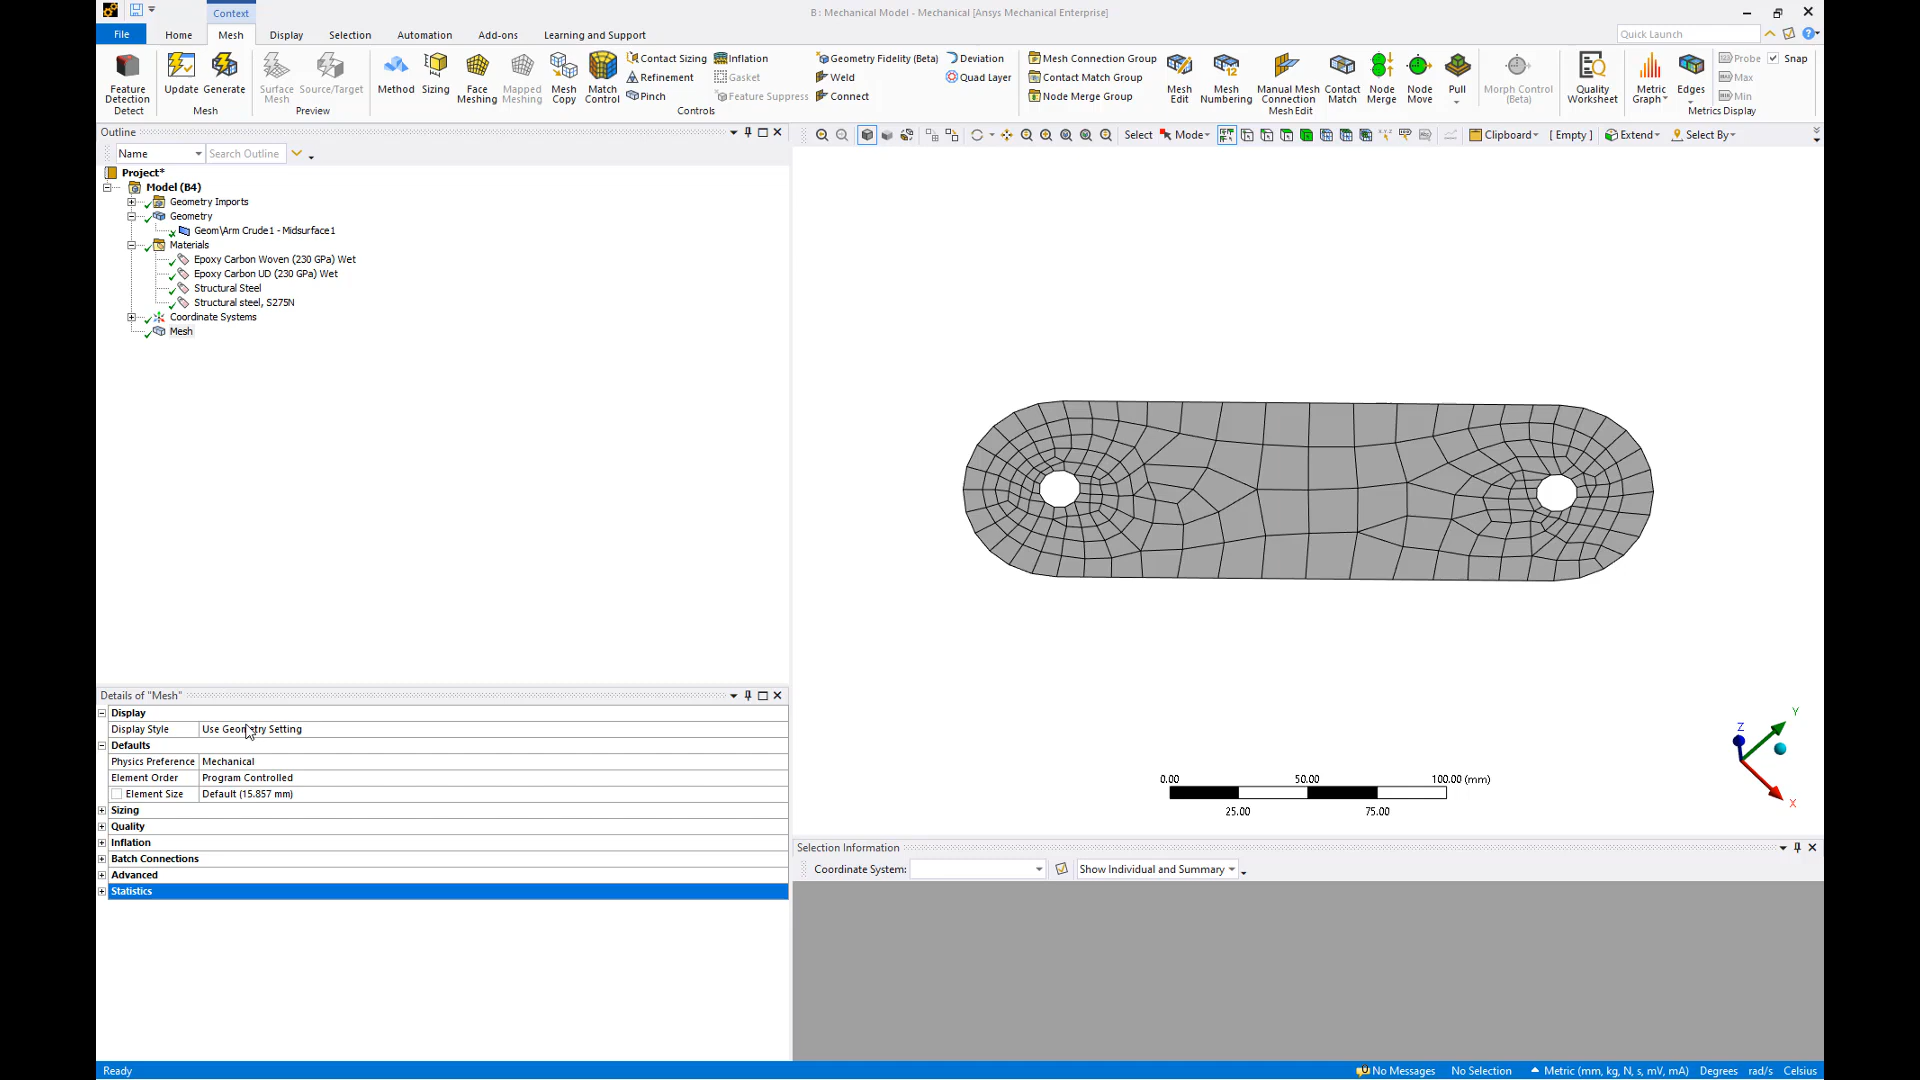 Context
B : Mechanical Model - Mechanical [Ansys Mechanical Enterprise]
File Home Mesh Display Selection Automation Add-ons Learning and Support
Quick Launch
Feature Detection
Detect
Update Generate
Mesh
Surface Mesh Source/Target
Preview
Method Sizing Face Meshing Mapped Meshing Mesh Copy Match Control
Contact Sizing
Refinement
Pinch
Inflation
Gasket
Feature Suppress
Geometry Fidelity (Beta)
Weld
Connect
Deviation
Quad Layer
Controls
Mesh Connection Group
Contact Match Group
Node Merge Group
Mesh Edit Mesh Numbering Manual Mesh Connection Contact Match Node Merge Node Move Pull Morph Control (Beta)
Mesh Edit
Quality Worksheet
Metric Graph Edges
Probe Snap
Max
Min
Metrics Display
Outline
Name Search Outline
Select Mode Clipboard [ Empty ] Extend Select By
Project*
Model (B4)
Geometry Imports
Geometry
Geom\Arm Crude1 - Midsurface1
Materials
Epoxy Carbon Woven (230 GPa) Wet
Epoxy Carbon UD (230 GPa) Wet
Structural Steel
Structural steel, S275N
Coordinate Systems
Mesh
Details of "Mesh"
Display
Display Style Use Geometry Setting
Defaults
Physics Preference Mechanical
Element Order Program Controlled
Element Size Default (15.857 mm)
Sizing
Quality
Inflation
Batch Connections
Advanced
Statistics
0.00 50.00 100.00 (mm)
25.00 75.00
Z
Y
X
Selection Information
Coordinate System: Show Individual and Summary
Ready
No Messages No Selection Metric (mm, kg, N, s, mV, mA) Degrees rad/s Celsius